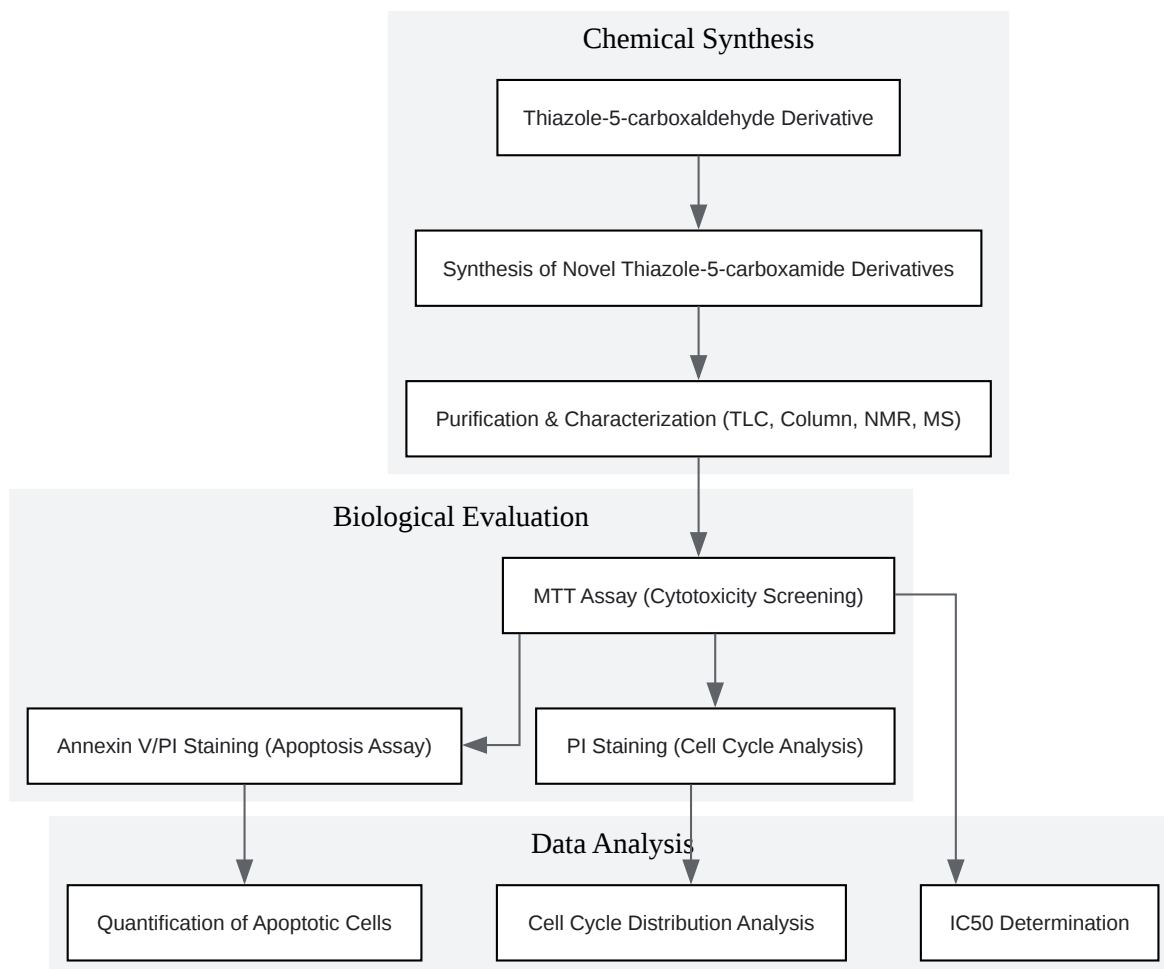 Chemical Synthesis
Thiazole-5-carboxaldehyde Derivative
Synthesis of Novel Thiazole-5-carboxamide Derivatives
Purification & Characterization (TLC, Column, NMR, MS)
Biological Evaluation
MTT Assay (Cytotoxicity Screening)
Annexin V/PI Staining (Apoptosis Assay)
PI Staining (Cell Cycle Analysis)
Data Analysis
Quantification of Apoptotic Cells
Cell Cycle Distribution Analysis
IC50 Determination